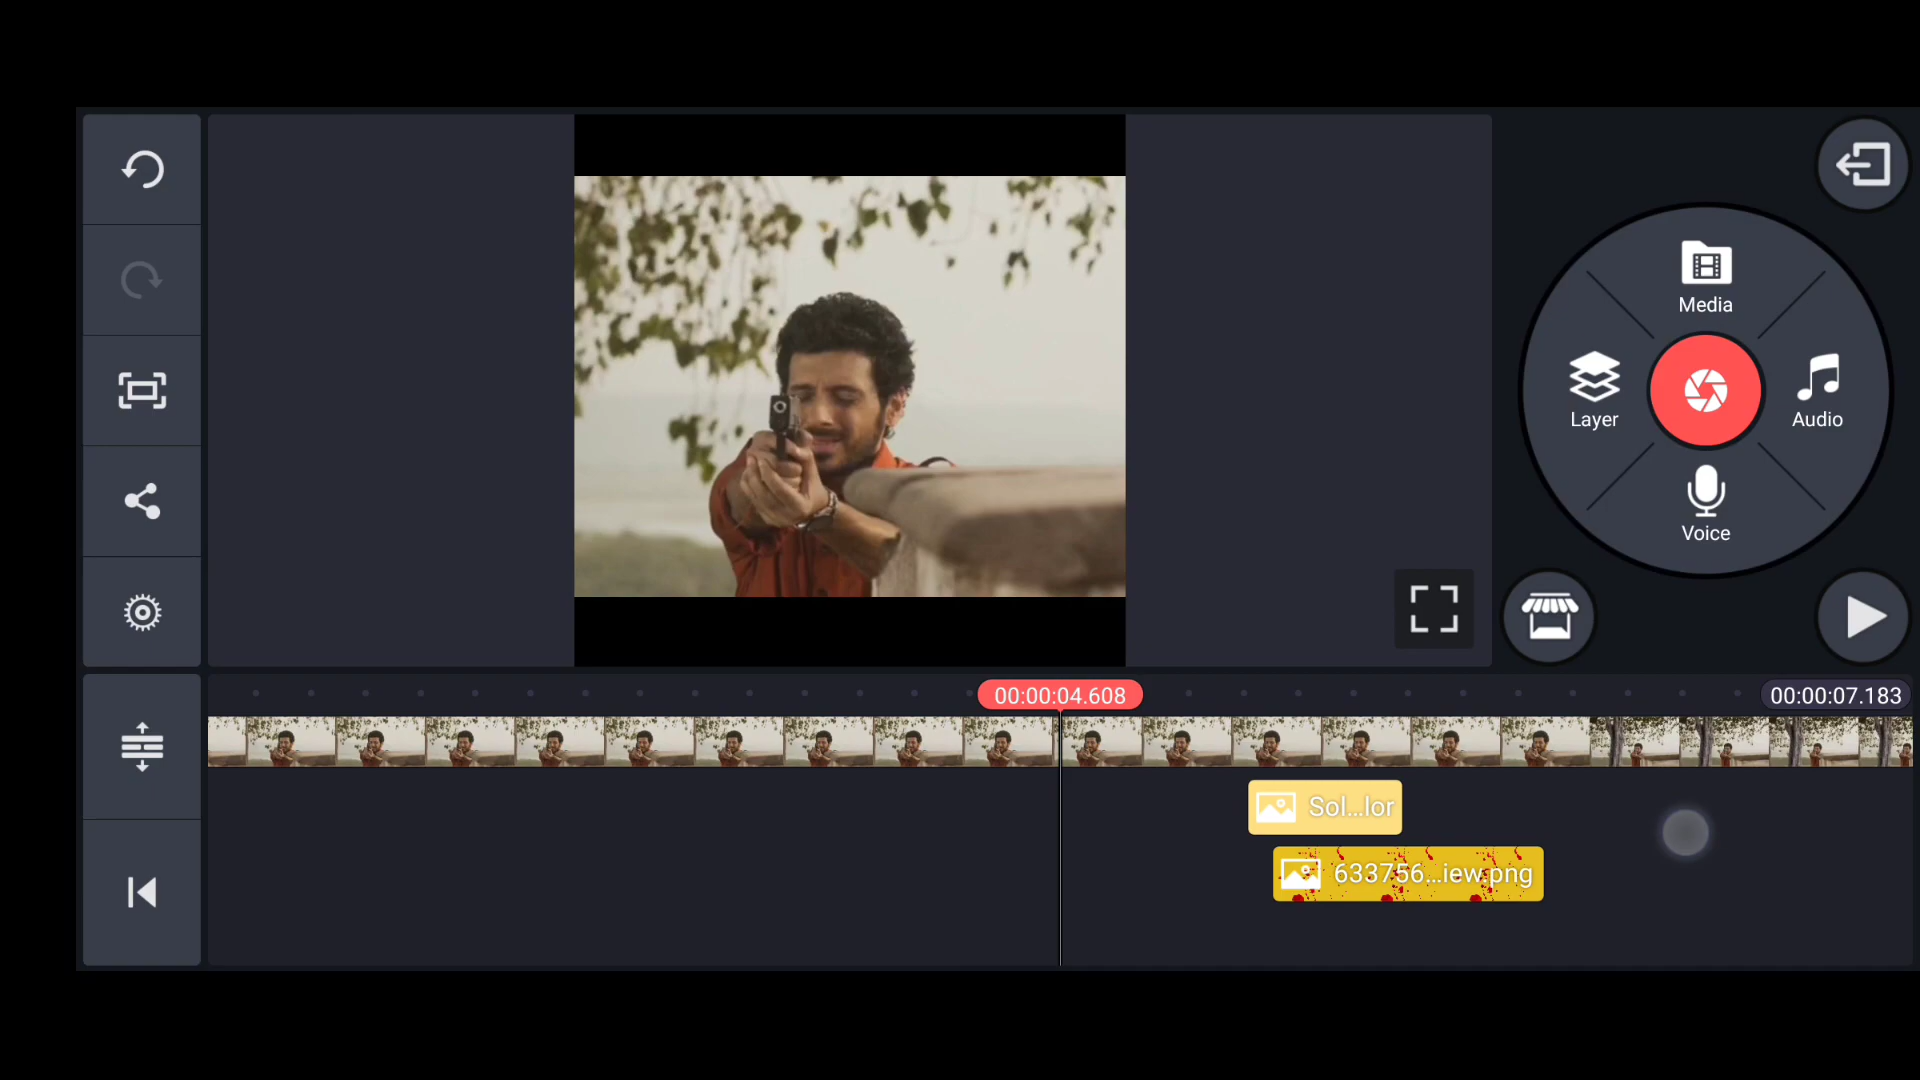 Media
Layer
Audio
Voice
00:00:04.608
00:00:07.183
Sol...lor
633756...iew.png